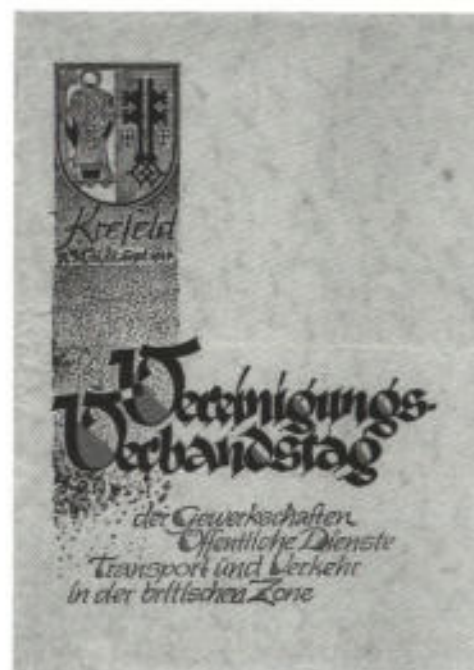 Krefeld
Vereinigungs-
Verbandstag
der Gewerkschaften
Öffentliche Dienste
Transport und Verkehr
in der britischen Zone